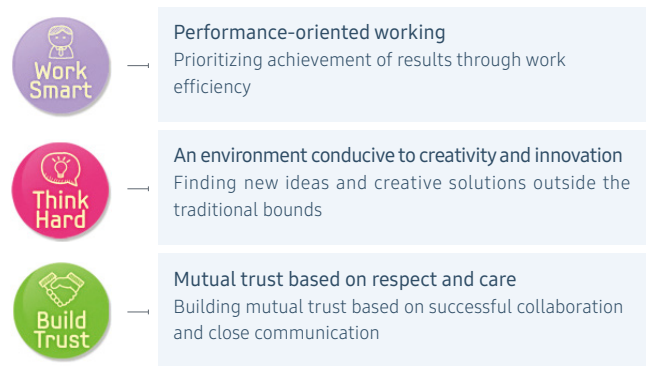 Work
Smart
Performance-oriented working
Prioritizing achievement of results through work
efficiency
Think
Hard
An environment conducive to creativity and innovation
Finding new ideas and creative solutions outside the
traditional bounds
Build
Trust
Mutual trust based on respect and care
Building mutual trust based on successful collaboration
and close communication